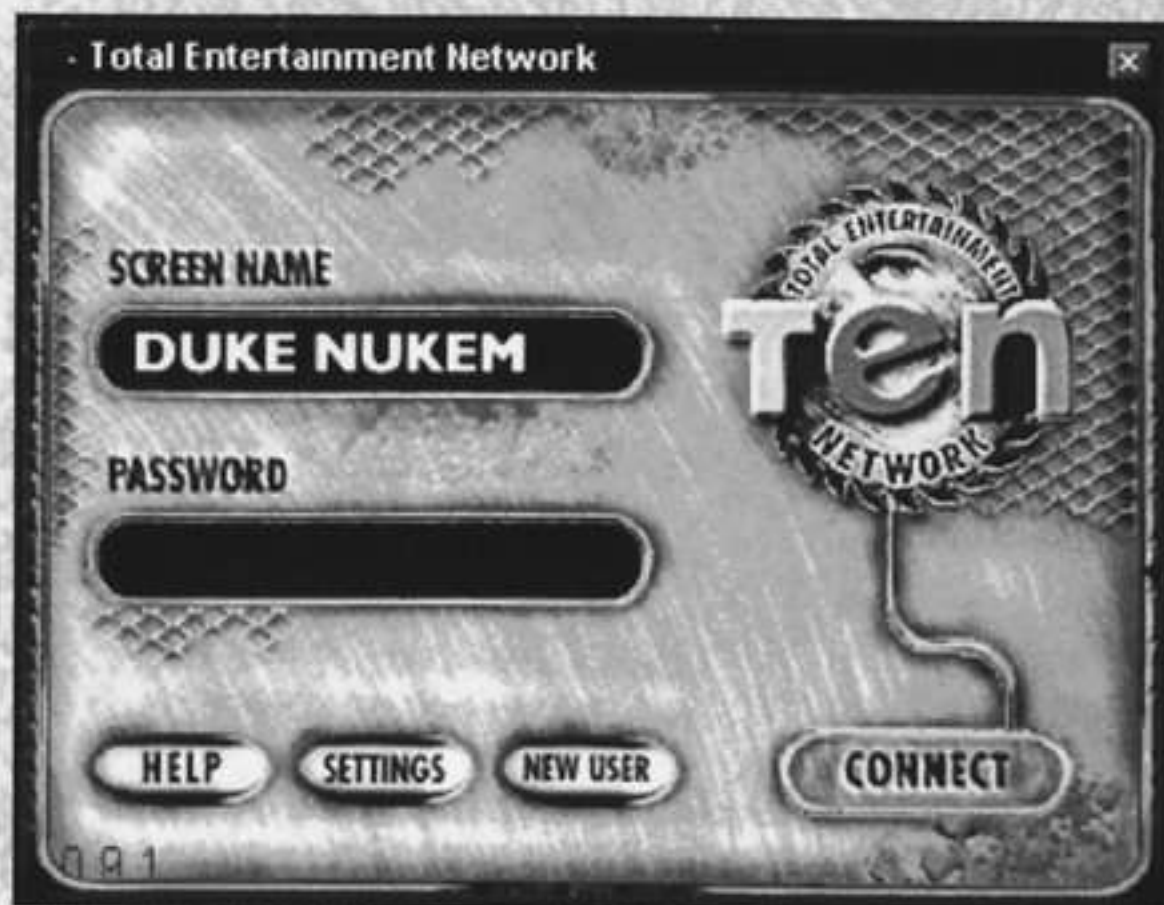 Total Entertainment Network
SCREEN NAME
DUKE NUKEM
TOTAL ENTERTAINMENT
TEN
NETWORK
PASSWORD
HELP
SETTINGS
NEW USER
CONNECT